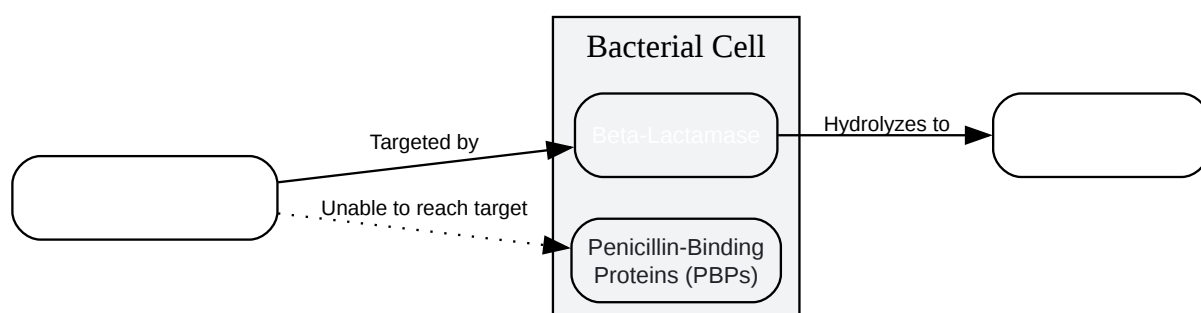 Bacterial Cell
Beta-Lactamase
Hydrolyzes to
Targeted by
Unable to reach target
Penicillin-Binding
Proteins (PBPs)